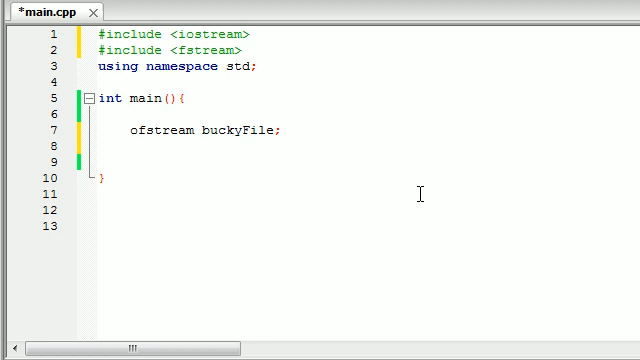 *main.cpp
1 #include <iostream>
2 #include <fstream>
3 using namespace std;
4
5 int main(){
6
7 ofstream buckyFile;
8
9
10 }
11
12
13